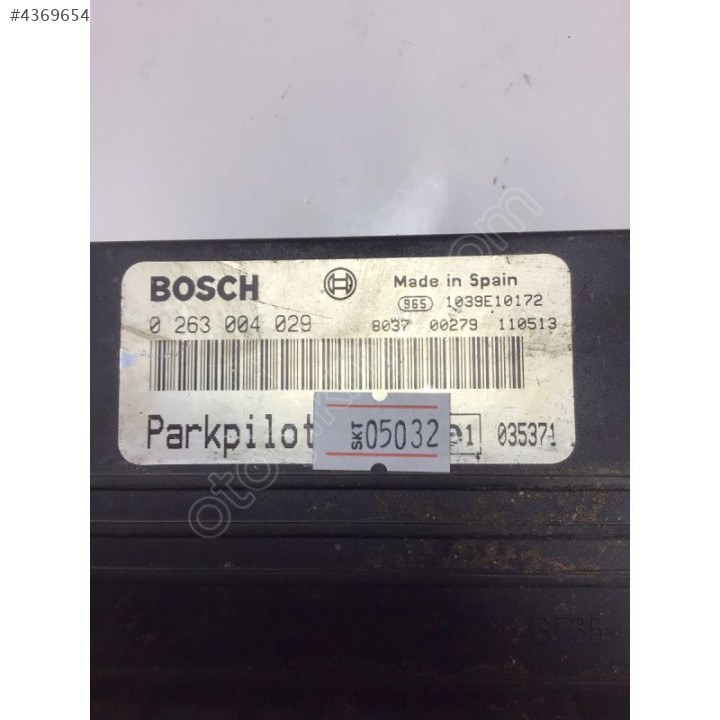 #4369654
BOSCH Made in Spain
965 1039E10172
0 263 004 029 8037 00279 110513
Parkpilot SKT 05032 e1 035371